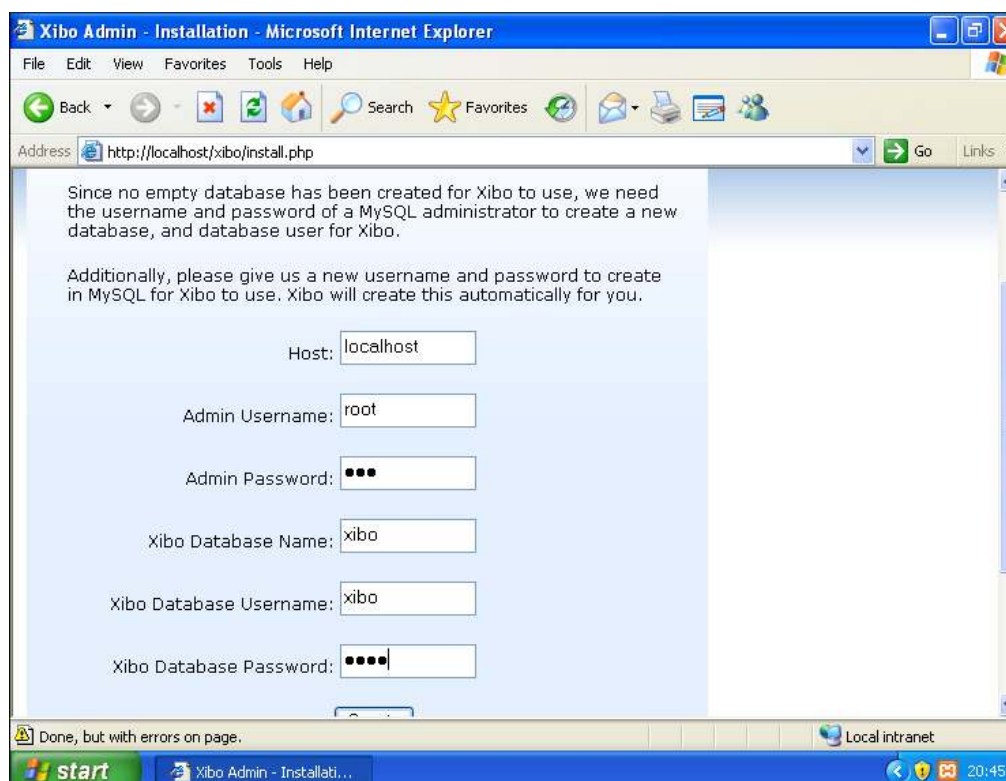 Xibo Admin - Installation - Microsoft Internet Explorer
File Edit View Favorites Tools Help
Back Search Favorites
Address http://localhost/xibo/install.php Go Links
Since no empty database has been created for Xibo to use, we need
the username and password of a MySQL administrator to create a new
database, and database user for Xibo.
Additionally, please give us a new username and password to create
in MySQL for Xibo to use. Xibo will create this automatically for you.
Host: localhost
Admin Username: root
Admin Password: •••
Xibo Database Name: xibo
Xibo Database Username: xibo
Xibo Database Password: ••••
Done, but with errors on page. Local intranet
start Xibo Admin - Installati... 20:45